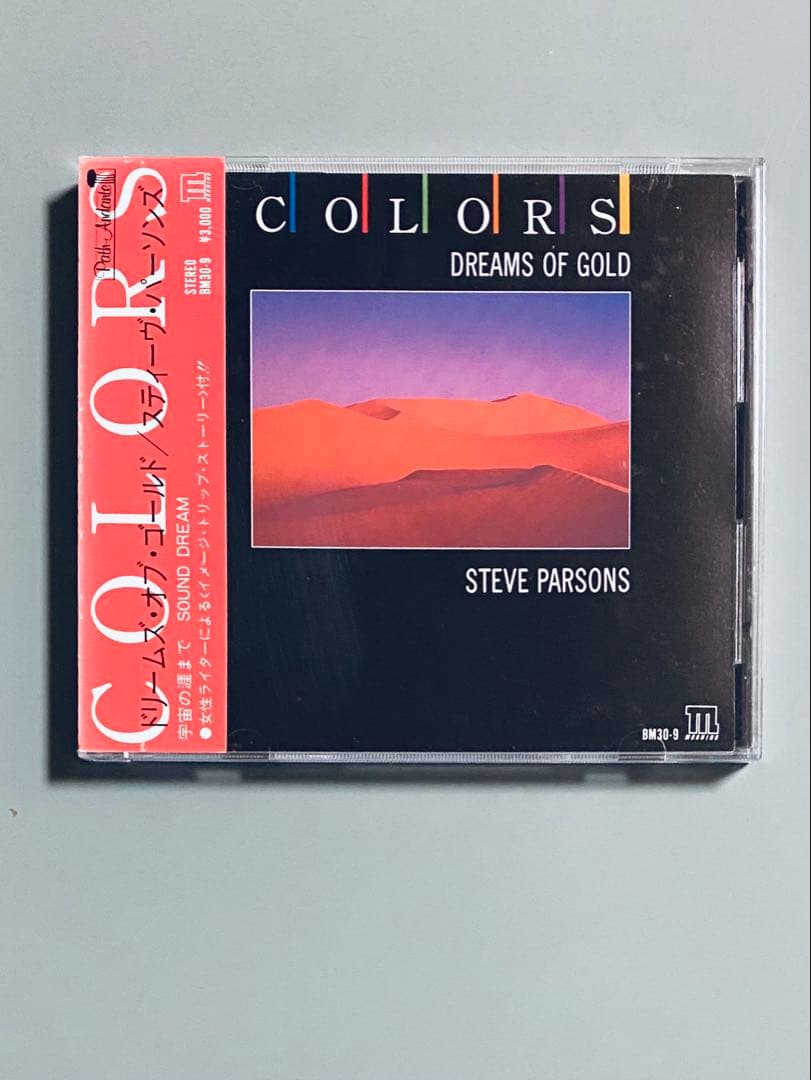 COLORS
ドリームズ・オブ・ゴールド/スティーヴ・パーソンズ
宇宙の涯まで SOUND DREAM
●女性ライターによる<イメージ・トリップ・ストーリー>付!!
Path・Andante
STEREO
BM30-9 ¥3,000
COLORS
DREAMS OF GOLD
STEVE PARSONS
BM30-9
MORNING